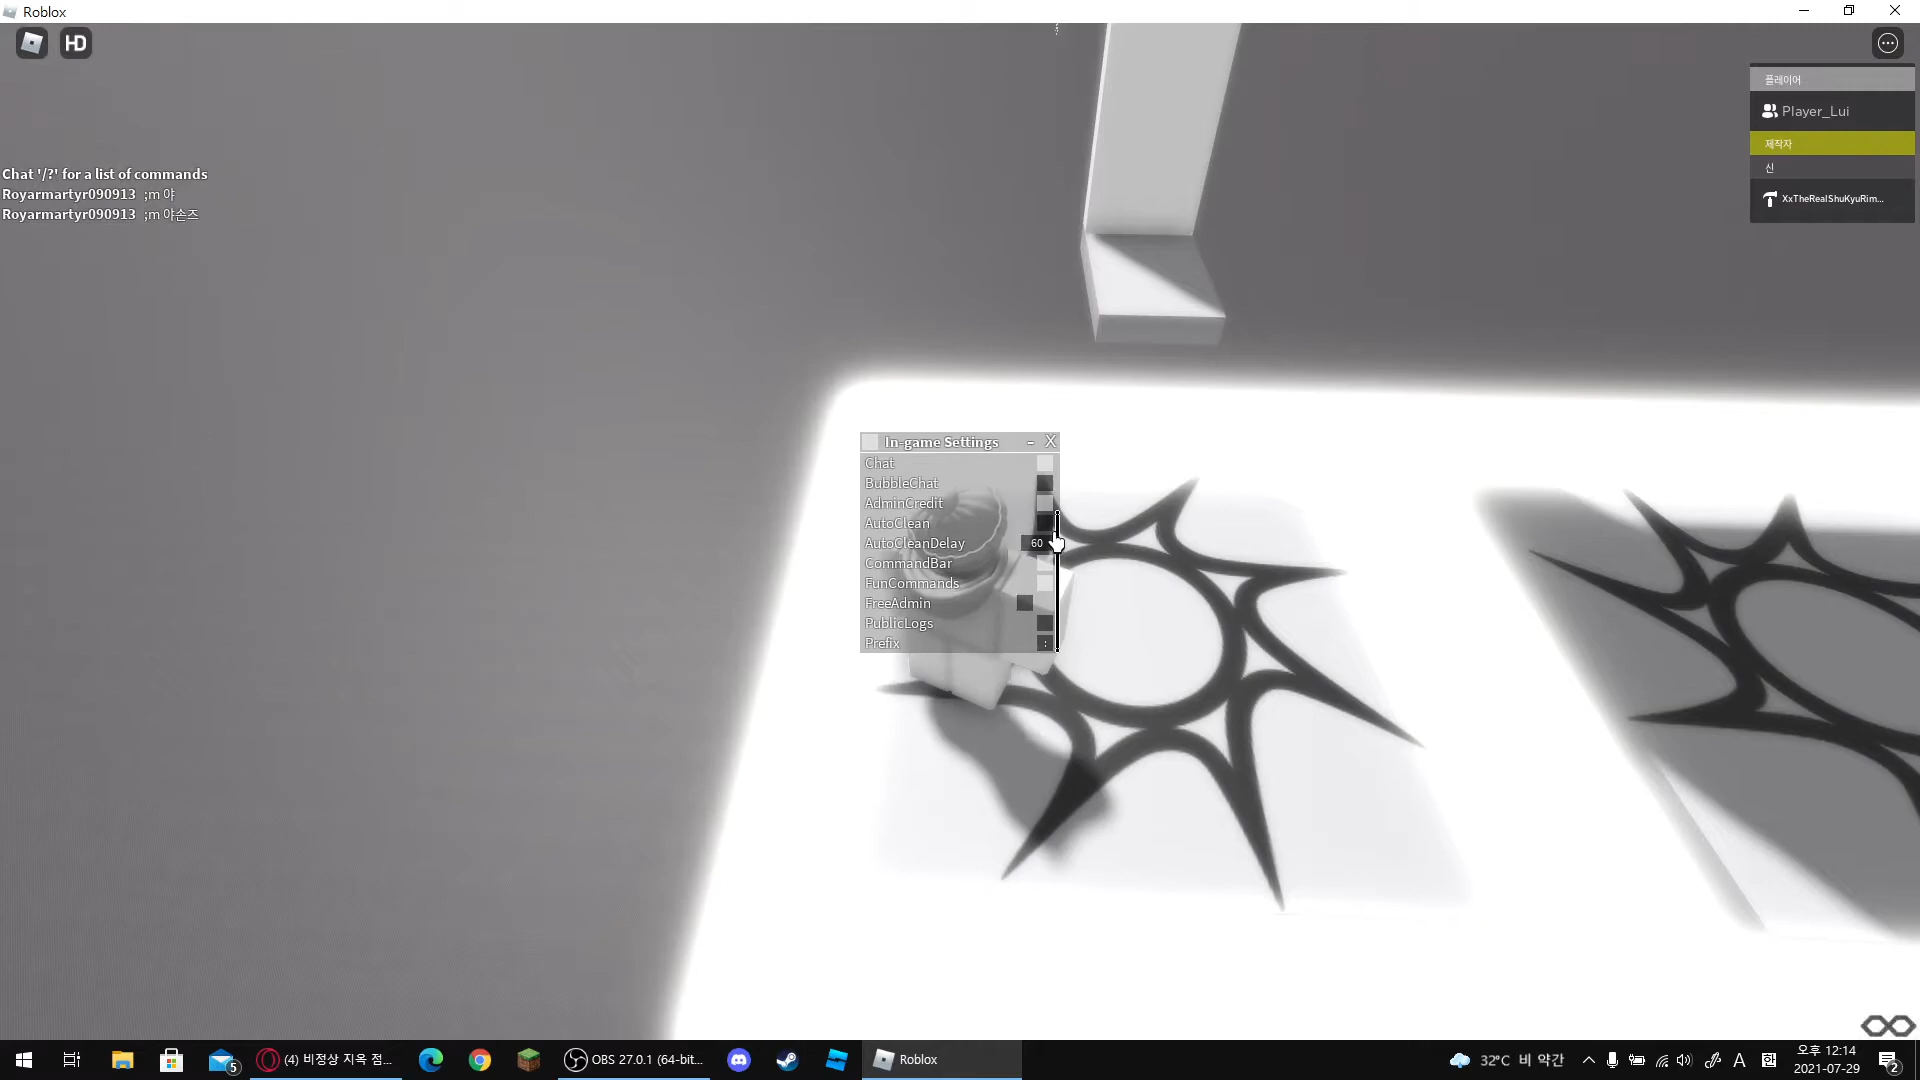 Roblox
HD
플레이어
Player_Lui
제작자
신
XxTheRealShuKyuRim...
Chat '/?' for a list of commands
Royarmartyr090913 ;m 야
Royarmartyr090913 ;m 야손즈
In-game Settings - X
Chat
BubbleChat
AdminCredit
AutoClean
AutoCleanDelay 60
CommandBar
FunCommands
FreeAdmin
PublicLogs
Prefix :
5
(4) 비정상 지옥 점...
OBS 27.0.1 (64-bit...
Roblox
32°C 비 약간
A
한
오후 12:14
2021-07-29
2